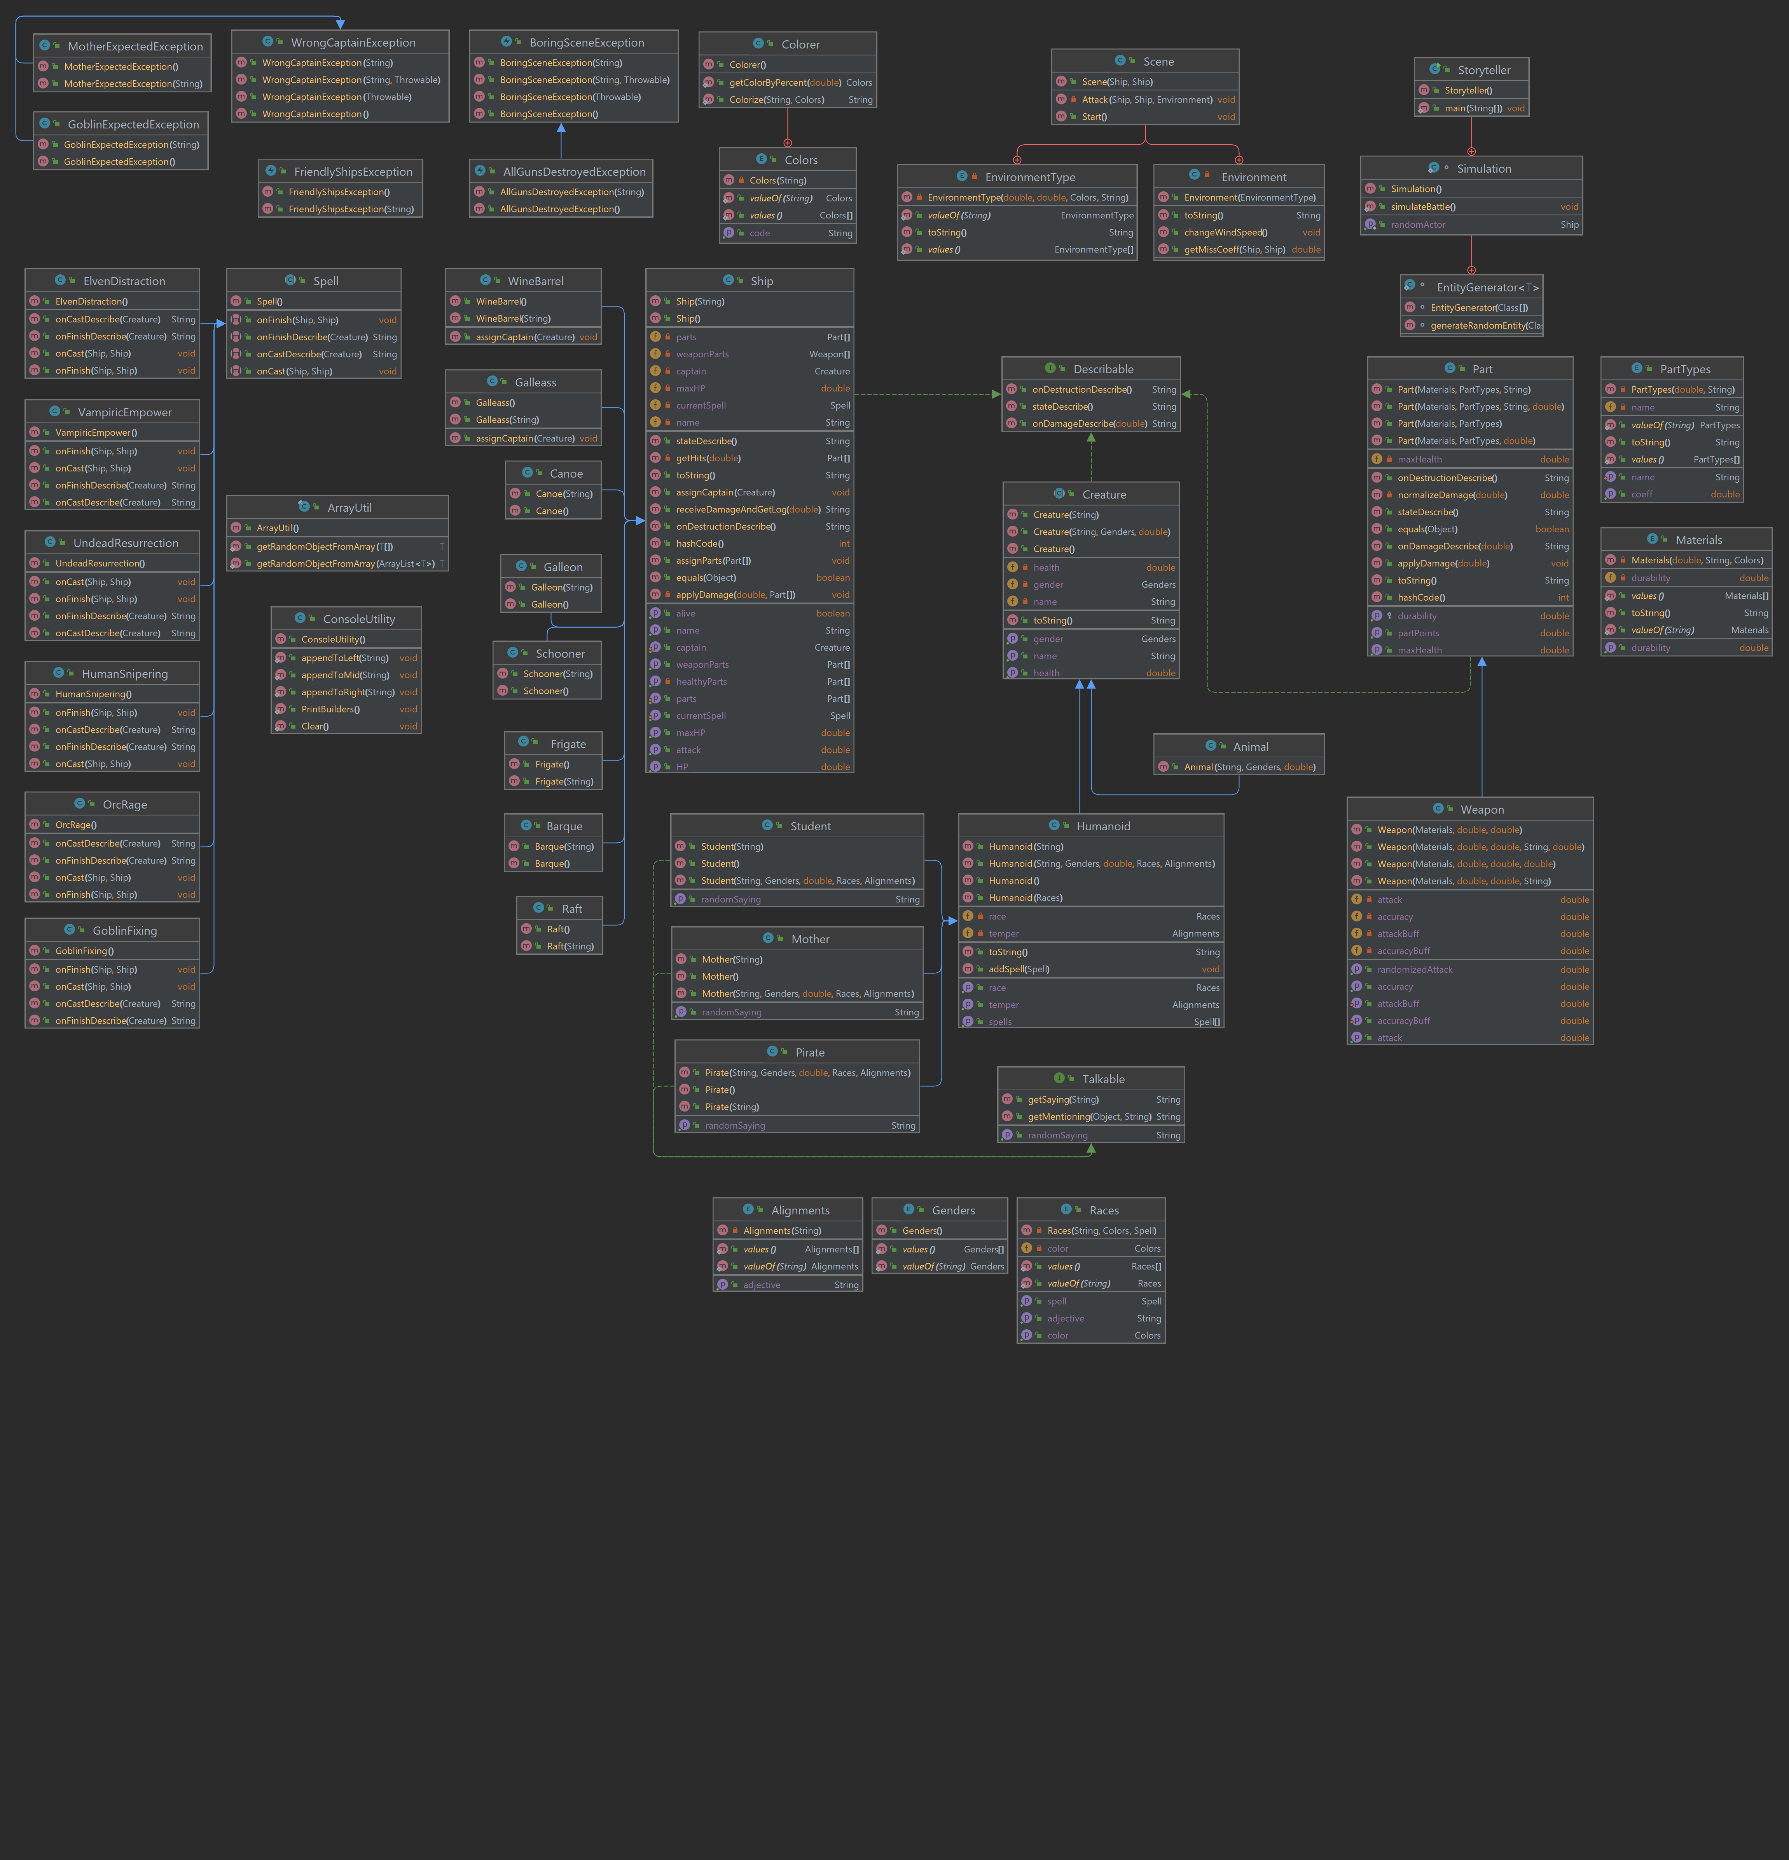 MotherExpectedException
MotherExpectedException()
MotherExpectedException(String)
GoblinExpectedException
GoblinExpectedException(String)
GoblinExpectedException()
WrongCaptainException
WrongCaptainException(String)
WrongCaptainException(String, Throwable)
WrongCaptainException(Throwable)
WrongCaptainException()
FriendlyShipsException
FriendlyShipsException()
FriendlyShipsException(String)
BoringSceneException
BoringSceneException(String)
BoringSceneException(String, Throwable)
BoringSceneException(Throwable)
BoringSceneException()
AllGunsDestroyedException
AllGunsDestroyedException(String)
AllGunsDestroyedException()
Colorer
Colorer()
getColorByPercent(double) Colors
Colorize(String, Colors) String
Colors
Colors(String)
valueOf(String) Colors
values() Colors[]
code String
Scene
Scene(Ship, Ship)
Attack(Ship, Ship, Environment) void
Start() void
EnvironmentType
EnvironmentType(double, double, Colors, String)
valueOf(String) EnvironmentType
toString() String
values() EnvironmentType[]
Environment
Environment(EnvironmentType)
toString() String
changeWindSpeed() void
getMissCoeff(Ship, Ship) double
Storyteller
Storyteller()
main(String[]) void
Simulation
Simulation()
simulateBattle() void
randomActor Ship
EntityGenerator<T>
EntityGenerator(Class[])
generateRandomEntity(Cla
ElvenDistraction
ElvenDistraction()
onCastDescribe(Creature) String
onFinishDescribe(Creature) String
onCast(Ship, Ship) void
onFinish(Ship, Ship) void
Spell
Spell()
onFinish(Ship, Ship) void
onFinishDescribe(Creature) String
onCastDescribe(Creature) String
onCast(Ship, Ship) void
VampiricEmpower
VampiricEmpower()
onFinish(Ship, Ship) void
onCast(Ship, Ship) void
onFinishDescribe(Creature) String
onCastDescribe(Creature) String
ArrayUtil
ArrayUtil()
getRandomObjectFromArray(T[]) T
getRandomObjectFromArray(ArrayList<T>) T
UndeadResurrection
UndeadResurrection()
onCast(Ship, Ship) void
onFinish(Ship, Ship) void
onFinishDescribe(Creature) String
onCastDescribe(Creature) String
ConsoleUtility
ConsoleUtility()
appendToLeft(String) void
appendToMid(String) void
appendToRight(String) void
PrintBuilders() void
Clear() void
HumanSnipering
HumanSnipering()
onFinish(Ship, Ship) void
onCastDescribe(Creature) String
onFinishDescribe(Creature) String
onCast(Ship, Ship) void
OrcRage
OrcRage()
onCastDescribe(Creature) String
onFinishDescribe(Creature) String
onCast(Ship, Ship) void
onFinish(Ship, Ship) void
GoblinFixing
GoblinFixing()
onFinish(Ship, Ship) void
onCast(Ship, Ship) void
onCastDescribe(Creature) String
onFinishDescribe(Creature) String
WineBarrel
WineBarrel()
WineBarrel(String)
assignCaptain(Creature) void
Galleass
Galleass()
Galleass(String)
assignCaptain(Creature) void
Canoe
Canoe(String)
Canoe()
Galleon
Galleon(String)
Galleon()
Schooner
Schooner(String)
Schooner()
Frigate
Frigate()
Frigate(String)
Barque
Barque(String)
Barque()
Raft
Raft()
Raft(String)
Ship
Ship(String)
Ship()
parts Part[]
weaponParts Weapon[]
captain Creature
maxHP double
currentSpell Spell
name String
stateDescribe() String
getHits(double) Part[]
toString() String
assignCaptain(Creature) void
receiveDamageAndGetLog(double) String
onDestructionDescribe() String
hashCode() int
assignParts(Part[]) void
equals(Object) boolean
applyDamage(double, Part[]) void
alive boolean
name String
captain Creature
weaponParts Part[]
healthyParts Part[]
parts Part[]
currentSpell Spell
maxHP double
attack double
HP double
Describable
onDestructionDescribe() String
stateDescribe() String
onDamageDescribe(double) String
Creature
Creature(String)
Creature(String, Genders, double)
Creature()
health double
gender Genders
name String
toString() String
gender Genders
name String
health double
Part
Part(Materials, PartTypes, String)
Part(Materials, PartTypes, String, double)
Part(Materials, PartTypes)
Part(Materials, PartTypes, double)
maxHealth double
onDestructionDescribe() String
normalizeDamage(double) double
stateDescribe() String
equals(Object) boolean
onDamageDescribe(double) String
applyDamage(double) void
toString() String
hashCode() int
durability double
partPoints double
maxHealth double
PartTypes
PartTypes(double, String)
name String
valueOf(String) PartTypes
toString() String
values() PartTypes[]
name String
coeff double
Materials
Materials(double, String, Colors)
durability double
values() Materials[]
toString() String
valueOf(String) Materials
durability double
Animal
Animal(String, Genders, double)
Student
Student(String)
Student()
Student(String, Genders, double, Races, Alignments)
randomSaying String
Mother
Mother(String)
Mother()
Mother(String, Genders, double, Races, Alignments)
randomSaying String
Pirate
Pirate(String, Genders, double, Races, Alignments)
Pirate()
Pirate(String)
randomSaying String
Humanoid
Humanoid(String)
Humanoid(String, Genders, double, Races, Alignments)
Humanoid()
Humanoid(Races)
race Races
temper Alignments
toString() String
addSpell(Spell) void
race Races
temper Alignments
spells Spell[]
Weapon
Weapon(Materials, double, double)
Weapon(Materials, double, double, String, double)
Weapon(Materials, double, double, double)
Weapon(Materials, double, double, String)
attack double
accuracy double
attackBuff double
accuracyBuff double
randomizedAttack double
accuracy double
attackBuff double
accuracyBuff double
attack double
Talkable
getSaying(String) String
getMentioning(Object, String) String
randomSaying String
Alignments
Alignments(String)
values() Alignments[]
valueOf(String) Alignments
adjective String
Genders
Genders()
values() Genders[]
valueOf(String) Genders
Races
Races(String, Colors, Spell)
color Colors
values() Races[]
valueOf(String) Races
spell Spell
adjective String
color Colors